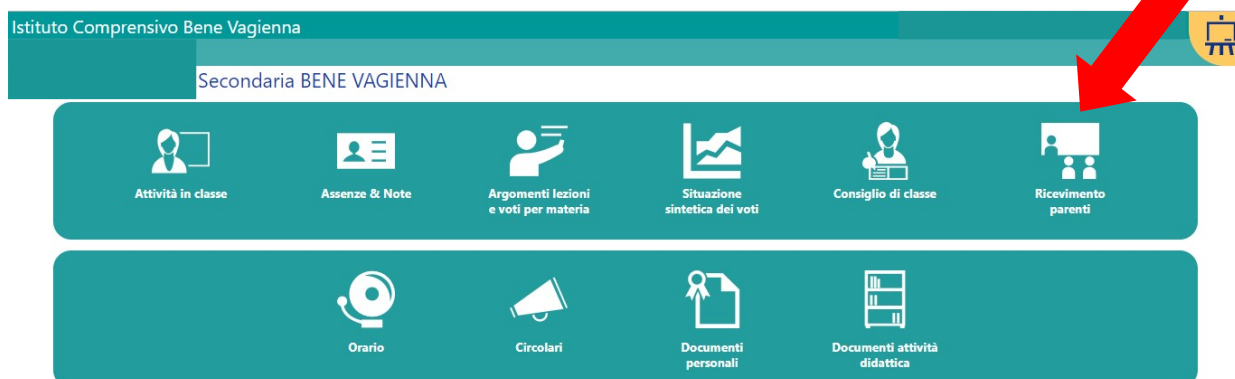 Istituto Comprensivo Bene Vagienna
Secondaria BENE VAGIENNA
Attività in classe
Assenze & Note
Argomenti lezioni
e voti per materia
Situazione
sintetica dei voti
Consiglio di classe
Ricevimento
parenti
Orario
Circolari
Documenti
personali
Documenti attività
didattica